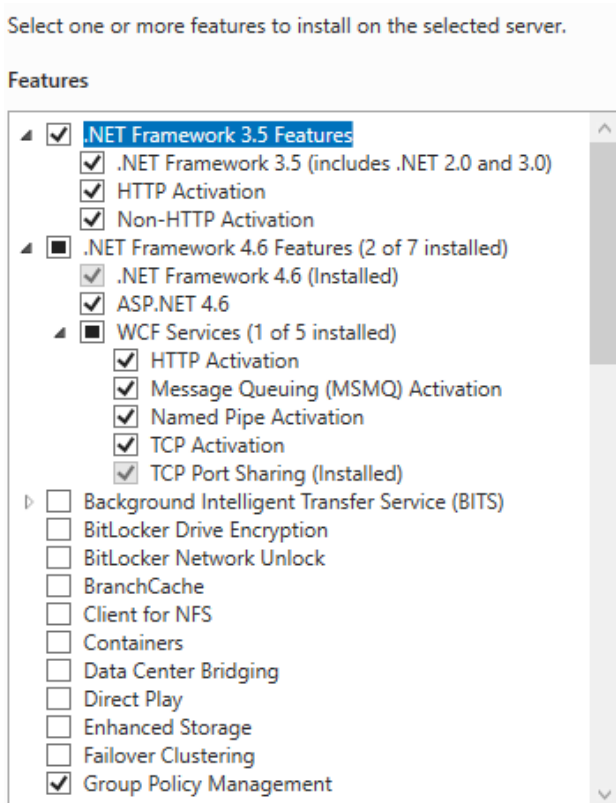 Select one or more features to install on the selected server.
Features
.NET Framework 3.5 Features
.NET Framework 3.5 (includes .NET 2.0 and 3.0)
HTTP Activation
Non-HTTP Activation
.NET Framework 4.6 Features (2 of 7 installed)
.NET Framework 4.6 (Installed)
ASP.NET 4.6
WCF Services (1 of 5 installed)
HTTP Activation
Message Queuing (MSMQ) Activation
Named Pipe Activation
TCP Activation
TCP Port Sharing (Installed)
Background Intelligent Transfer Service (BITS)
BitLocker Drive Encryption
BitLocker Network Unlock
BranchCache
Client for NFS
Containers
Data Center Bridging
Direct Play
Enhanced Storage
Failover Clustering
Group Policy Management